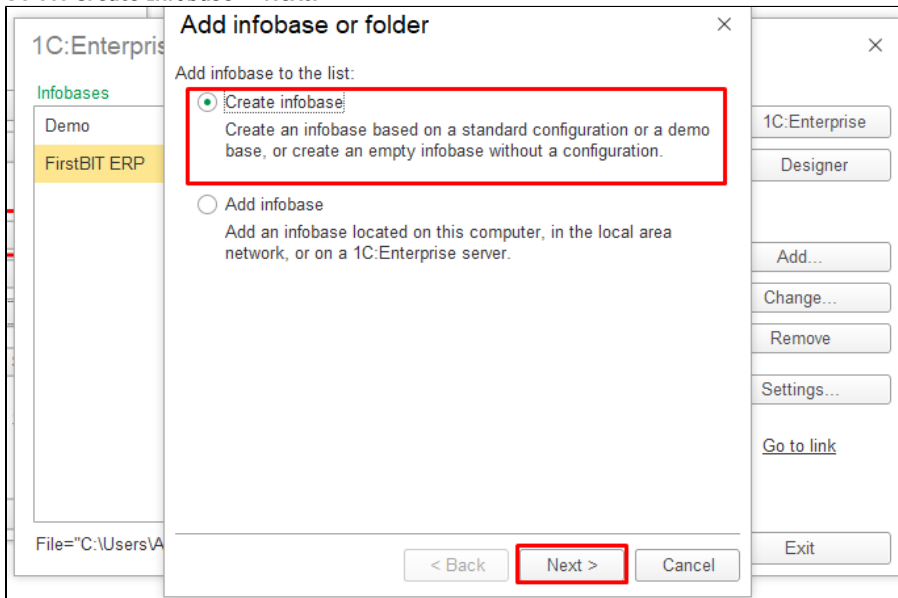 Add infobase or folder
1C:Enterpris
Add infobase to the list:
Infobases
Demo
FirstBIT ERP
Create infobase
Create an infobase based on a standard configuration or a demo
base, or create an empty infobase without a configuration.
Add infobase
Add an infobase located on this computer, in the local area
network, or on a 1C:Enterprise server.
1C:Enterprise
Designer
Add...
Change...
Remove
Settings...
Go to link
File="C:\Users\A
< Back
Next >
Cancel
Exit